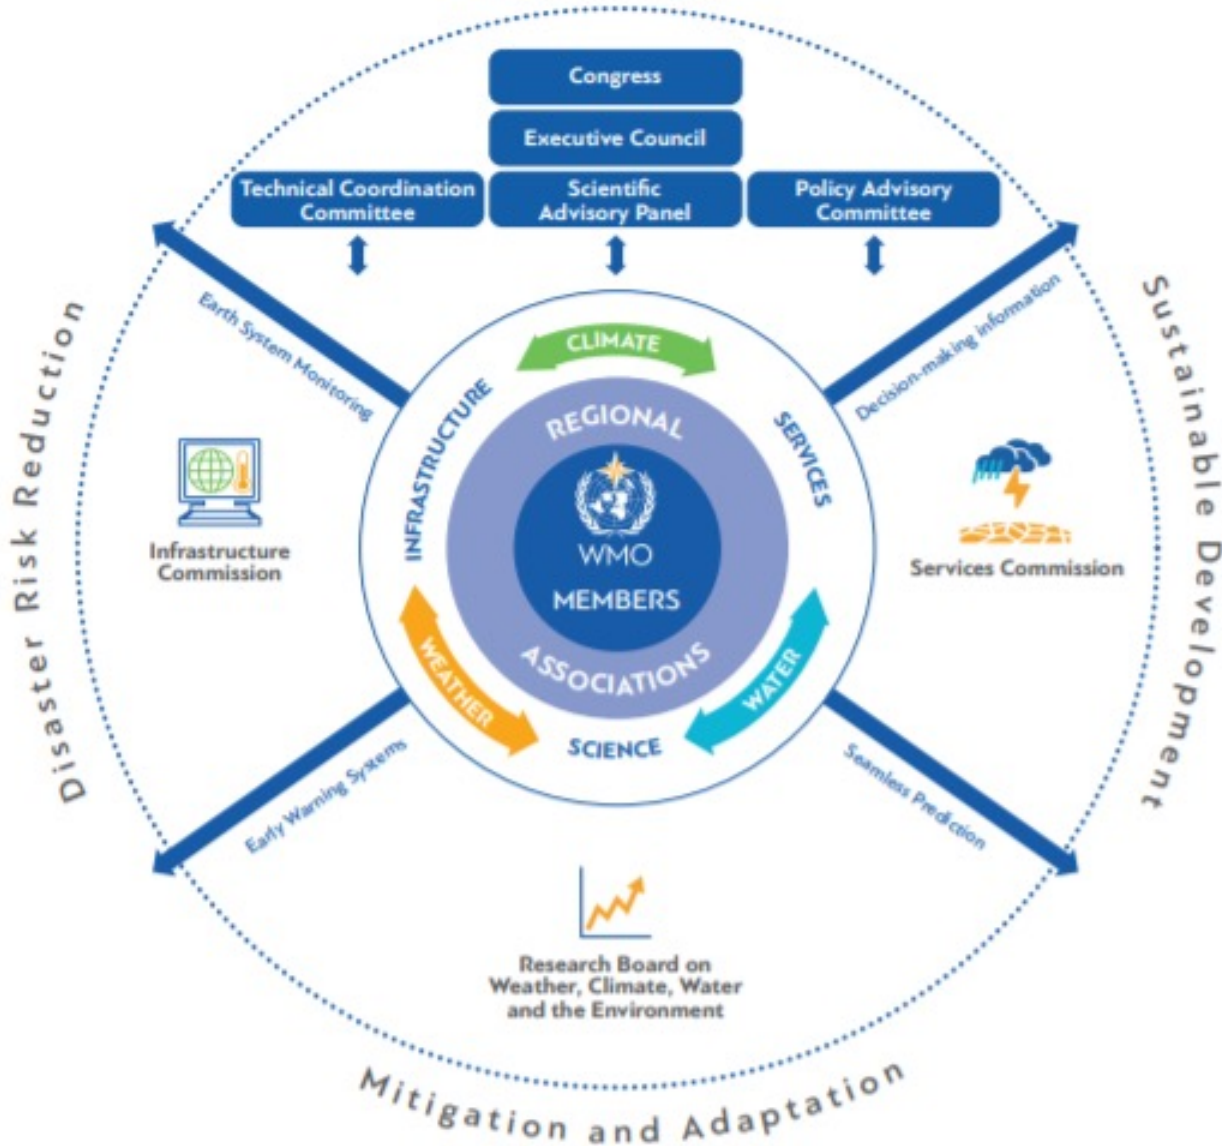 Congress
Executive Council
Technical Coordination
Committee
Scientific
Advisory Panel
Policy Advisory
Committee
Earth System Monitoring
Decision-making information
Disaster Risk Reduction
Sustainable Development
CLIMATE
INFRASTRUCTURE
SERVICES
REGIONAL
WMO
MEMBERS
ASSOCIATIONS
Infrastructure
Commission
Services Commission
WEATHER
WATER
SCIENCE
Early Warning Systems
Seamless Prediction
Research Board on
Weather, Climate, Water
and the Environment
Mitigation and Adaptation